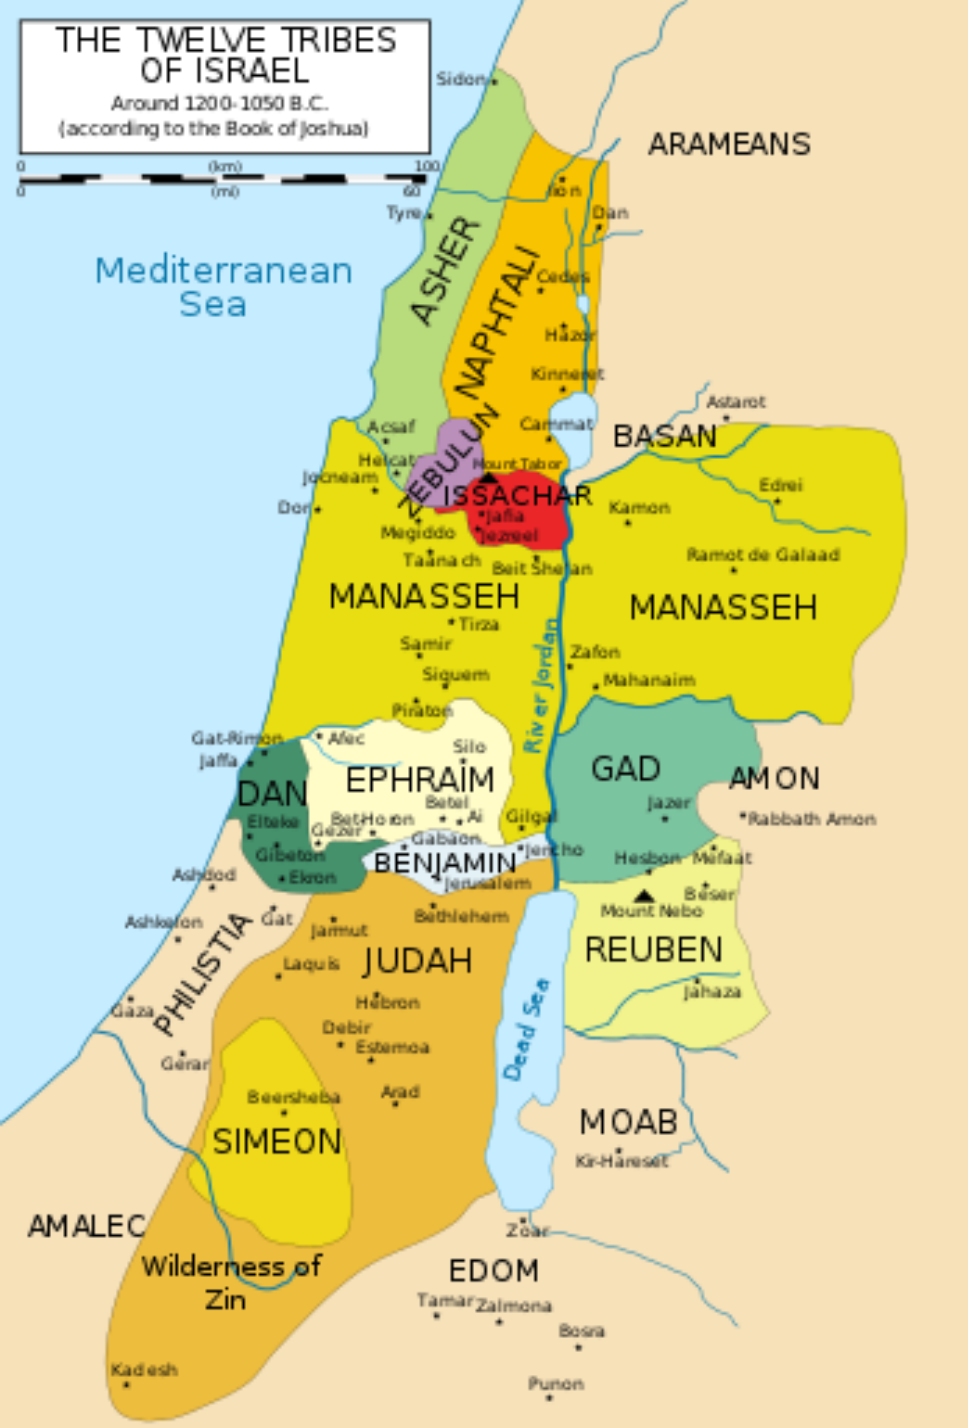 THE TWELVE TRIBES
OF ISRAEL
Around 1200-1050 B.C.
(according to the Book of Joshua)
0 (km) 100
0 (mi) 60
Sidon
ARAMEANS
Ijon
Tyre
Dan
ASHER
Mediterranean
Sea
NAPHTALI
Cedes
Hazor
Kinneret
Astarot
Cammat
Acsaf
BASAN
ZEBULUN
Helcat
Mount Tabor
Jocneam
Edrei
ISSACHAR
Dor
Kamon
Jafia
Megiddo
Jezreel
Taanach
Beit Shean
Ramot de Galaad
MANASSEH
MANASSEH
Tirza
Samir
River Jordan
Zafon
Siquem
Mahanaim
Piraton
Gat-Rimon
Afec
Silo
Jaffa
GAD
EPHRAIM
AMON
DAN
Betel
Jazer
Elteke
Bet-Horon
Ai
Gilgal
Rabbath Amon
Gezer
Gabaon
Gibeton
BENJAMIN
Jericho
Hesbon
Mefaat
Ashdod
Ekron
Jerusalem
Beser
Mount Nebo
Ashkelon
Gat
Jarmut
Bethlehem
PHILISTIA
REUBEN
Laquis
JUDAH
Jahaza
Gaza
Hebron
Dead Sea
Debir
Estemoa
Gerar
Beersheba
Arad
MOAB
SIMEON
Kir-Hareset
AMALEC
Zoar
Wilderness of
Zin
EDOM
Tamar
Zalmona
Bosra
Kadesh
Punon